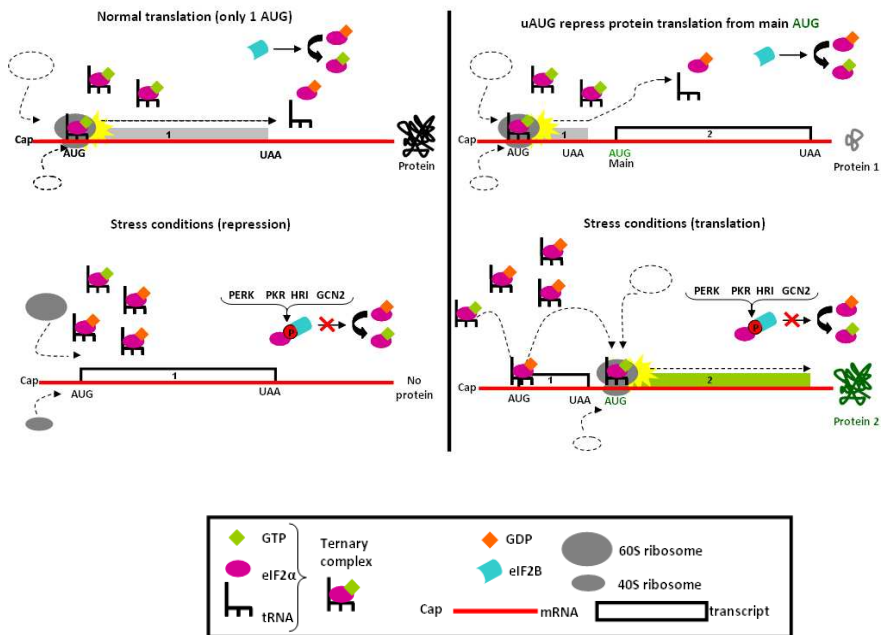 Normal translation (only 1 AUG)
Cap
1
AUG
UAA
Protein
uAUG repress protein translation from main AUG
Cap
1
2
AUG
UAA
AUG
Main
UAA
Protein 1
Stress conditions (repression)
PERK PKR HRI GCN2
P
1
Cap
AUG
UAA
No
protein
Stress conditions (translation)
PERK PKR HRI GCN2
P
1
2
Cap
AUG
UAA
AUG
UAA
Protein 2
GTP
eIF2α
tRNA
Ternary
complex
GDP
eIF2B
60S ribosome
40S ribosome
Cap
mRNA
transcript